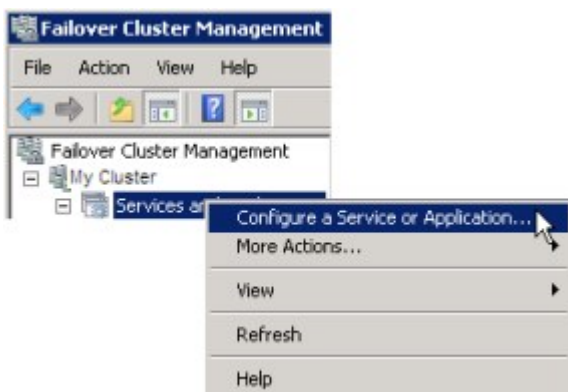 Failover Cluster Management
File Action View Help
Failover Cluster Management
My Cluster
Services
Configure a Service or Application...
More Actions...
View
Refresh
Help